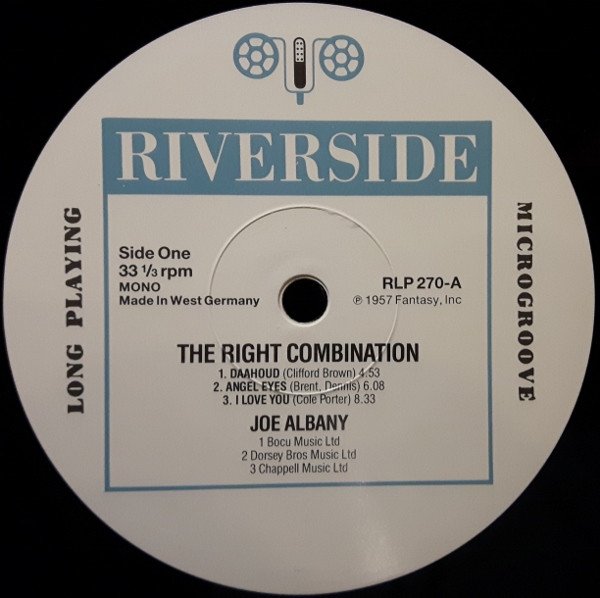 RIVERSIDE
LONG PLAYING
MICROGROOVE
Side One
33 1/3 rpm
MONO
Made In West Germany
RLP 270-A
℗ 1957 Fantasy, Inc
THE RIGHT COMBINATION
1. DAAHOUD (Clifford Brown) 4.53
2. ANGEL EYES (Brent. Dennis) 6.08
3. I LOVE YOU (Cole Porter) 8.33
JOE ALBANY
1 Bocu Music Ltd
2 Dorsey Bros Music Ltd
3 Chappell Music Ltd